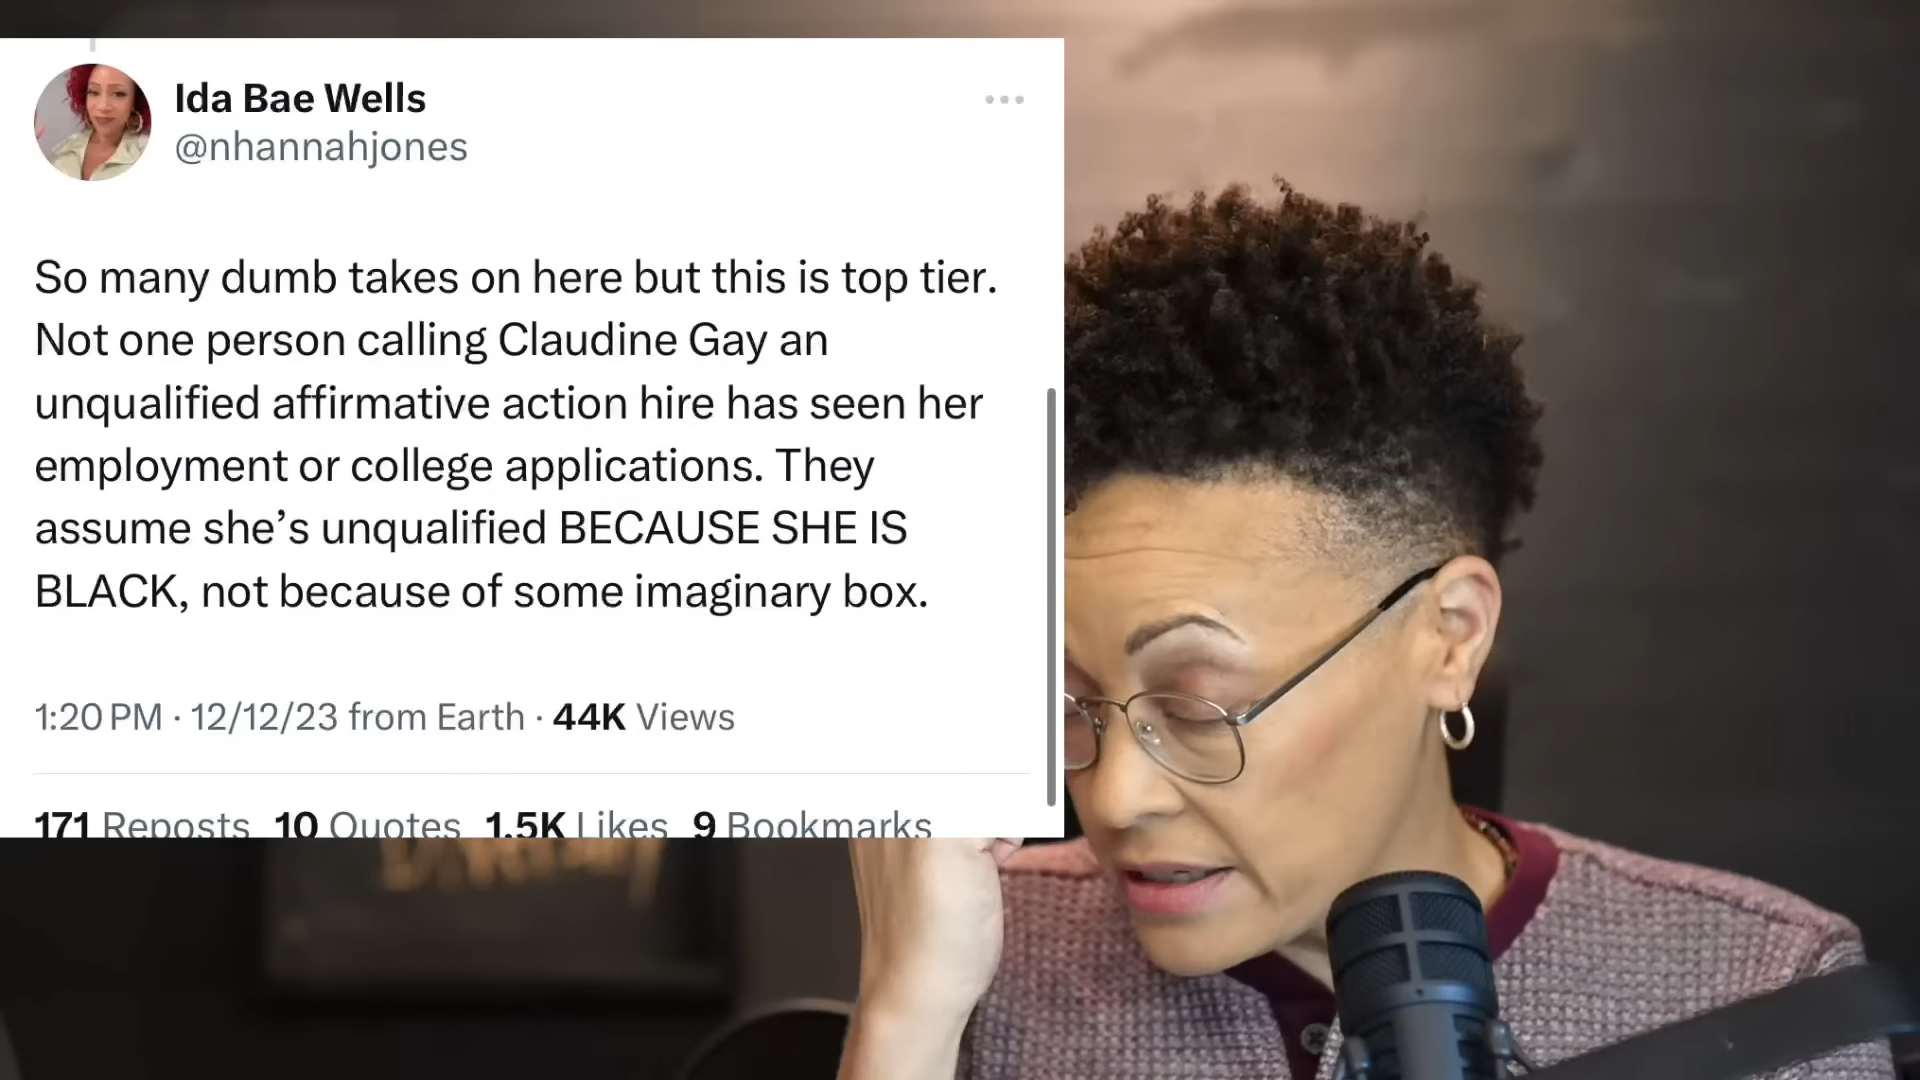 Ida Bae Wells
@nhannahjones
So many dumb takes on here but this is top tier.
Not one person calling Claudine Gay an
unqualified affirmative action hire has seen her
employment or college applications. They
assume she’s unqualified BECAUSE SHE IS
BLACK, not because of some imaginary box.
1:20 PM · 12/12/23 from Earth · 44K Views
171 Reposts 10 Quotes 1.5K Likes 9 Bookmarks